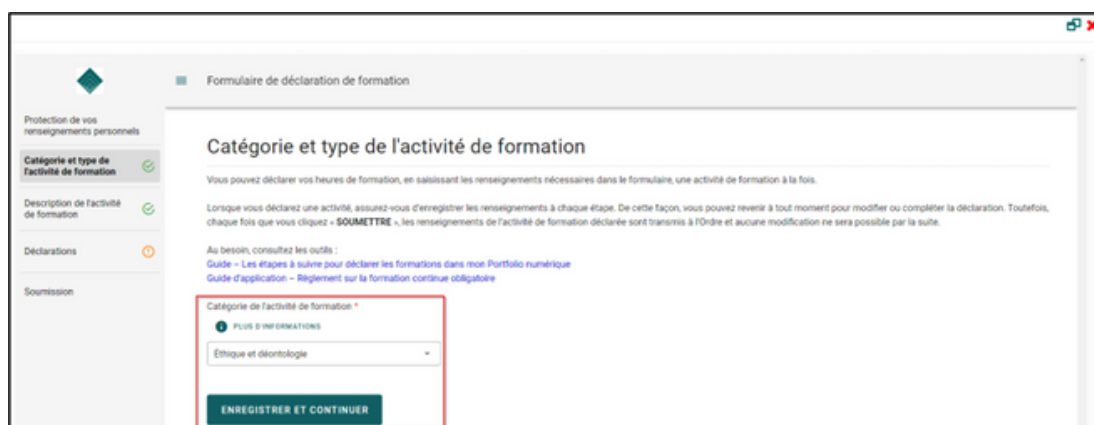 Formulaire de déclaration de formation
Protection de vos
renseignements personnels
Catégorie et type de
l'activité de formation
Description de l'activité
de formation
Déclarations
Soumission
Catégorie et type de l'activité de formation
Vous pouvez déclarer vos heures de formation, en saisissant les renseignements nécessaires dans le formulaire, une activité de formation à la fois.
Lorsque vous déclarez une activité, assurez-vous d'enregistrer les renseignements à chaque étape. De cette façon, vous pouvez revenir à tout moment pour modifier ou compléter la déclaration. Toutefois,
chaque fois que vous cliquez « SOUMETTRE », les renseignements de l'activité de formation déclarée sont transmis à l'Ordre et aucune modification ne sera possible par la suite.
Au besoin, consultez les outils :
Guide – Les étapes à suivre pour déclarer les formations dans mon Portfolio numérique
Guide d'application – Règlement sur la formation continue obligatoire
Catégorie de l'activité de formation *
PLUS D'INFORMATIONS
Éthique et déontologie
ENREGISTRER ET CONTINUER